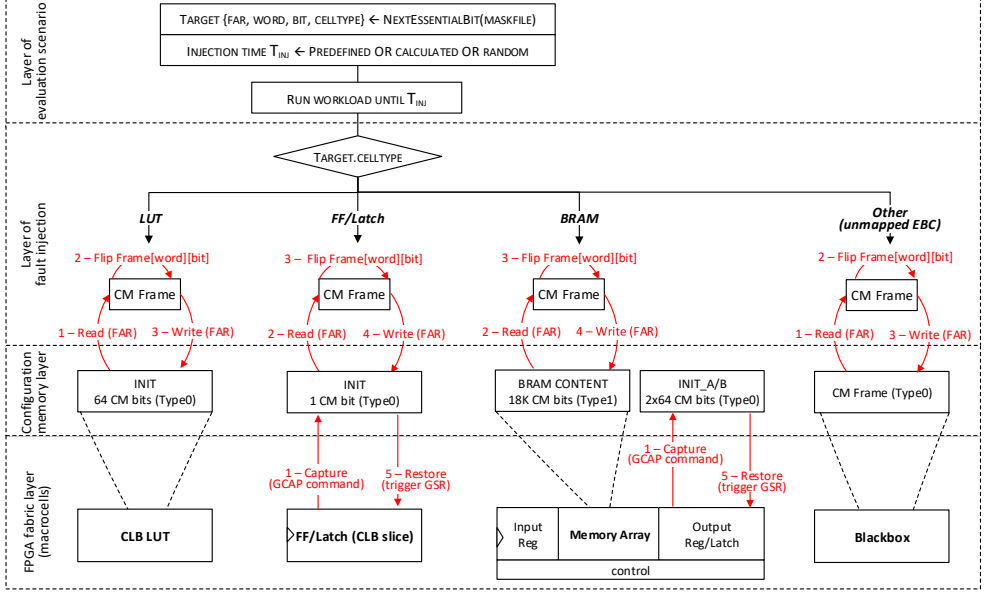 Layer of
evaluation scenario
TARGET {FAR, WORD, BIT, CELLTYPE} ← NEXTESSENTIALBIT(MASKFILE)
INJECTION TIME TINJ ← PREDEFINED OR CALCULATED OR RANDOM
RUN WORKLOAD UNTIL TINJ
Layer of
fault injection
TARGET.CELLTYPE
LUT
FF/Latch
BRAM
Other
(unmapped EBC)
2 – Flip Frame[word][bit]
3 – Flip Frame[word][bit]
3 – Flip Frame[word][bit]
2 – Flip Frame[word][bit]
CM Frame
CM Frame
CM Frame
CM Frame
1 – Read (FAR)
3 – Write (FAR)
2 – Read (FAR)
4 – Write (FAR)
2 – Read (FAR)
4 – Write (FAR)
1 – Read (FAR)
3 – Write (FAR)
Configuration
memory layer
INIT
64 CM bits (Type0)
INIT
1 CM bit (Type0)
BRAM CONTENT
18K CM bits (Type1)
INIT_A/B
2x64 CM bits (Type0)
CM Frame (Type0)
FPGA fabric layer
(macrocells)
1 – Capture
(GCAP command)
5 – Restore
(trigger GSR)
1 – Capture
(GCAP command)
5 – Restore
(trigger GSR)
CLB LUT
FF/Latch (CLB slice)
Input
Reg
Memory Array
Output
Reg/Latch
control
Blackbox